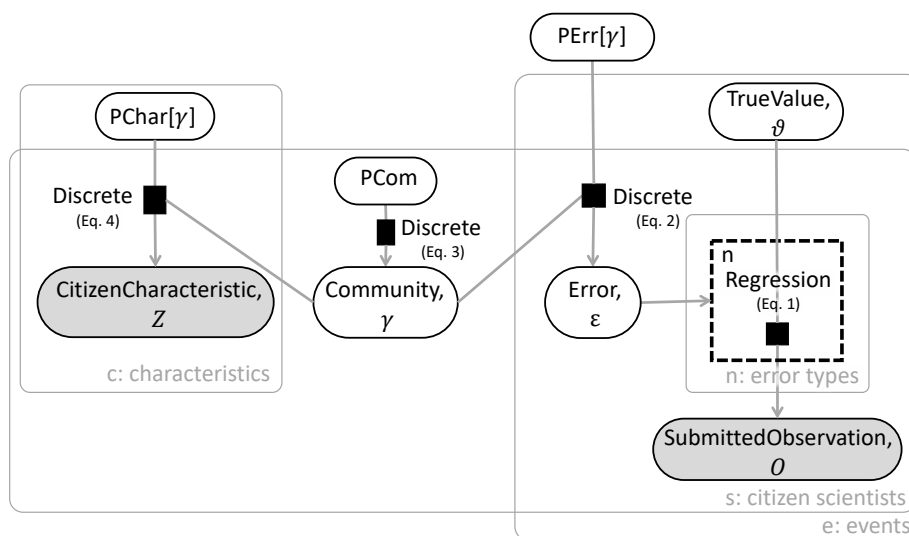 PErr[γ]
TrueValue,
ϑ
PChar[γ]
PCom
Discrete
(Eq. 4)
Discrete
(Eq. 3)
Discrete
(Eq. 2)
n
Regression
(Eq. 1)
CitizenCharacteristic,
Z
Community,
γ
Error,
ε
c: characteristics
n: error types
SubmittedObservation,
O
s: citizen scientists
e: events